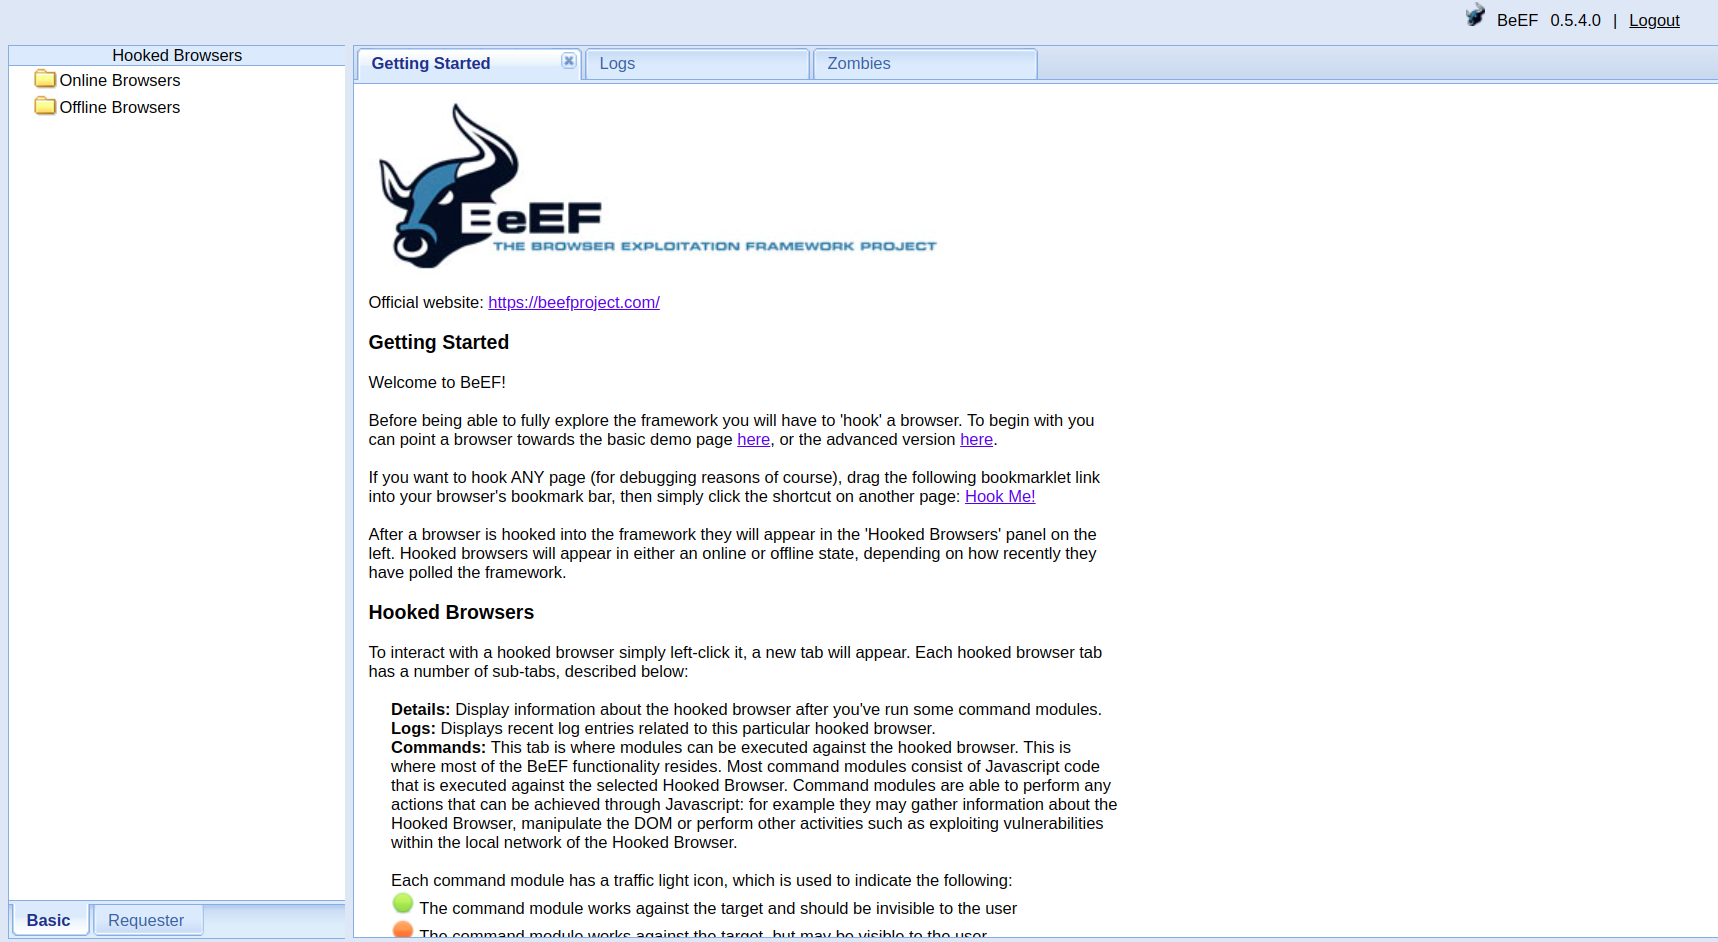 BeEF 0.5.4.0 | Logout
Hooked Browsers
Online Browsers
Offline Browsers
Basic
Requester
Getting Started
Logs
Zombies
BeEF
THE BROWSER EXPLOITATION FRAMEWORK PROJECT
Official website: https://beefproject.com/
Getting Started
Welcome to BeEF!
Before being able to fully explore the framework you will have to 'hook' a browser. To begin with you
can point a browser towards the basic demo page here, or the advanced version here.
If you want to hook ANY page (for debugging reasons of course), drag the following bookmarklet link
into your browser's bookmark bar, then simply click the shortcut on another page: Hook Me!
After a browser is hooked into the framework they will appear in the 'Hooked Browsers' panel on the
left. Hooked browsers will appear in either an online or offline state, depending on how recently they
have polled the framework.
Hooked Browsers
To interact with a hooked browser simply left-click it, a new tab will appear. Each hooked browser tab
has a number of sub-tabs, described below:
Details: Display information about the hooked browser after you've run some command modules.
Logs: Displays recent log entries related to this particular hooked browser.
Commands: This tab is where modules can be executed against the hooked browser. This is
where most of the BeEF functionality resides. Most command modules consist of Javascript code
that is executed against the selected Hooked Browser. Command modules are able to perform any
actions that can be achieved through Javascript: for example they may gather information about the
Hooked Browser, manipulate the DOM or perform other activities such as exploiting vulnerabilities
within the local network of the Hooked Browser.
Each command module has a traffic light icon, which is used to indicate the following:
The command module works against the target and should be invisible to the user
The command module works against the target, but may be visible to the user